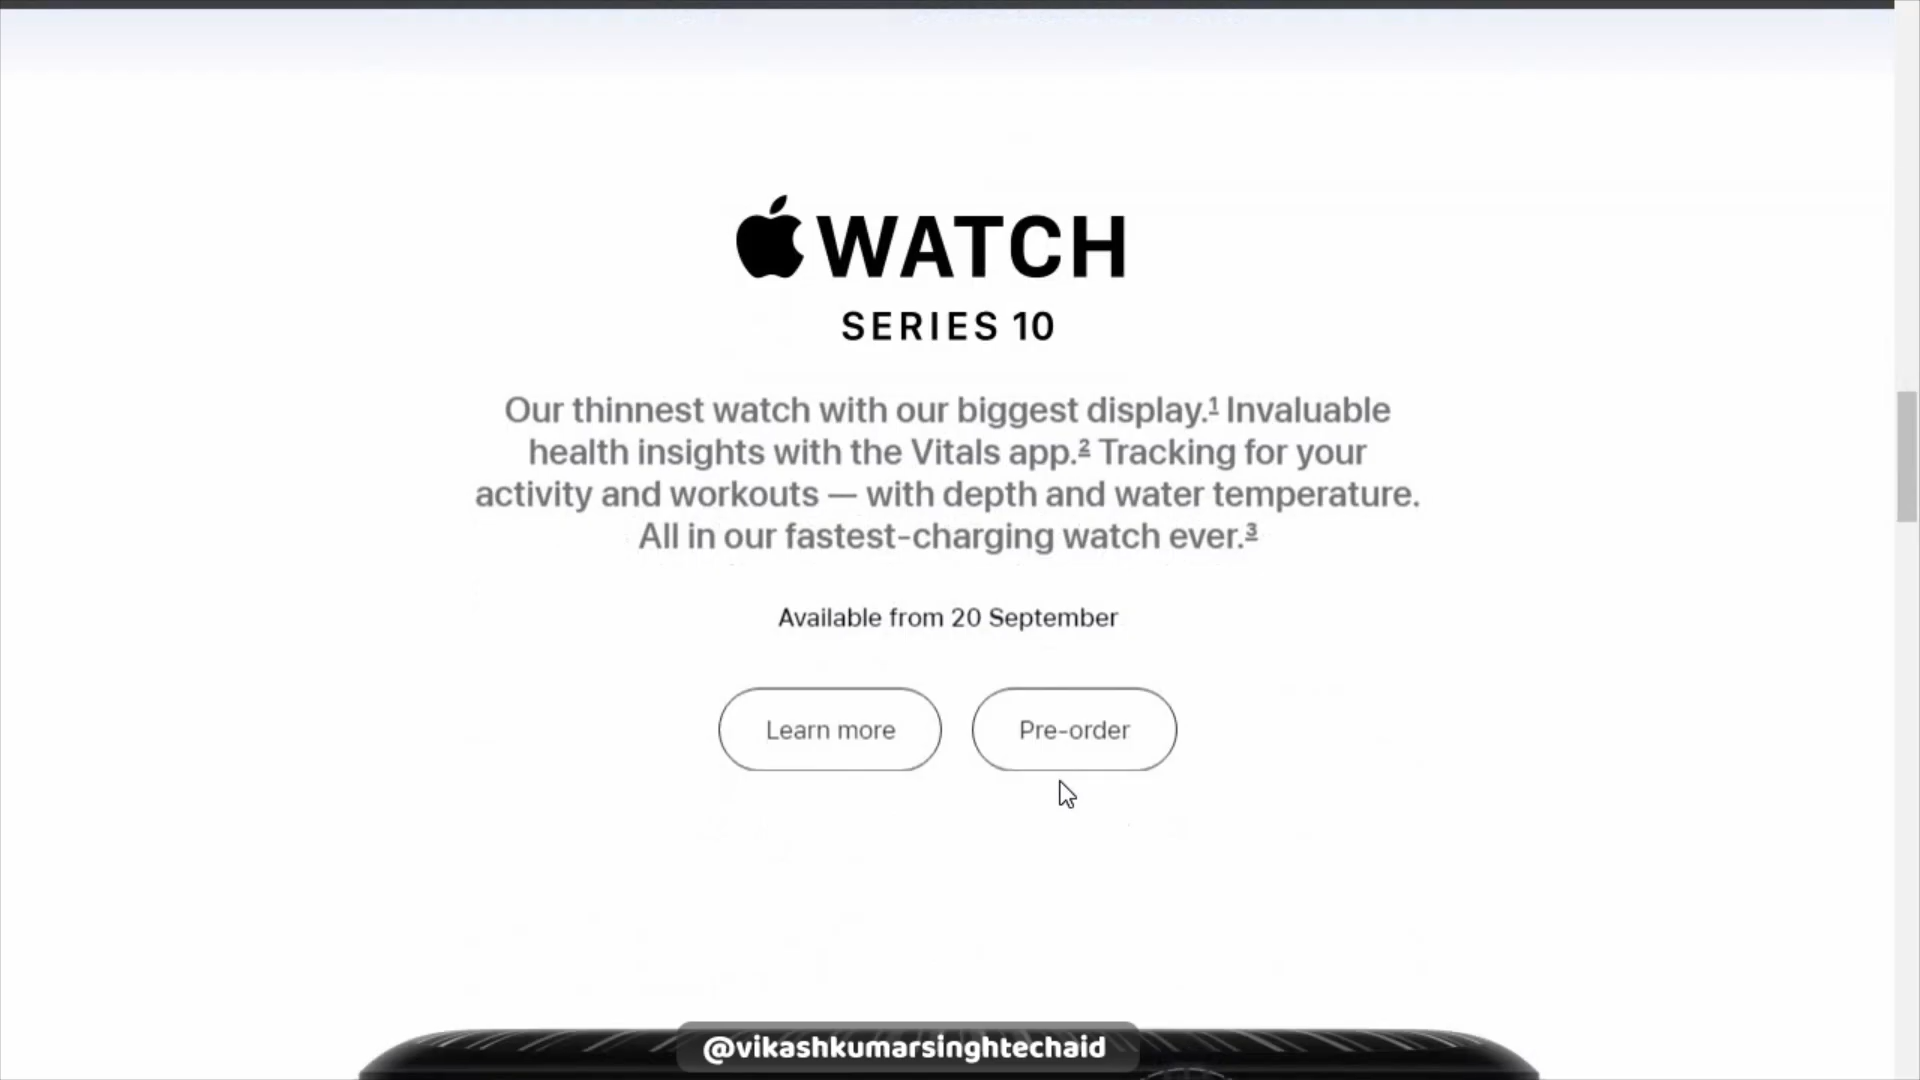 WATCH
SERIES 10
Our thinnest watch with our biggest display.¹ Invaluable
health insights with the Vitals app.² Tracking for your
activity and workouts — with depth and water temperature.
All in our fastest-charging watch ever.³
Available from 20 September
Learn more
Pre-order
@vikashkumarsinghtechaid